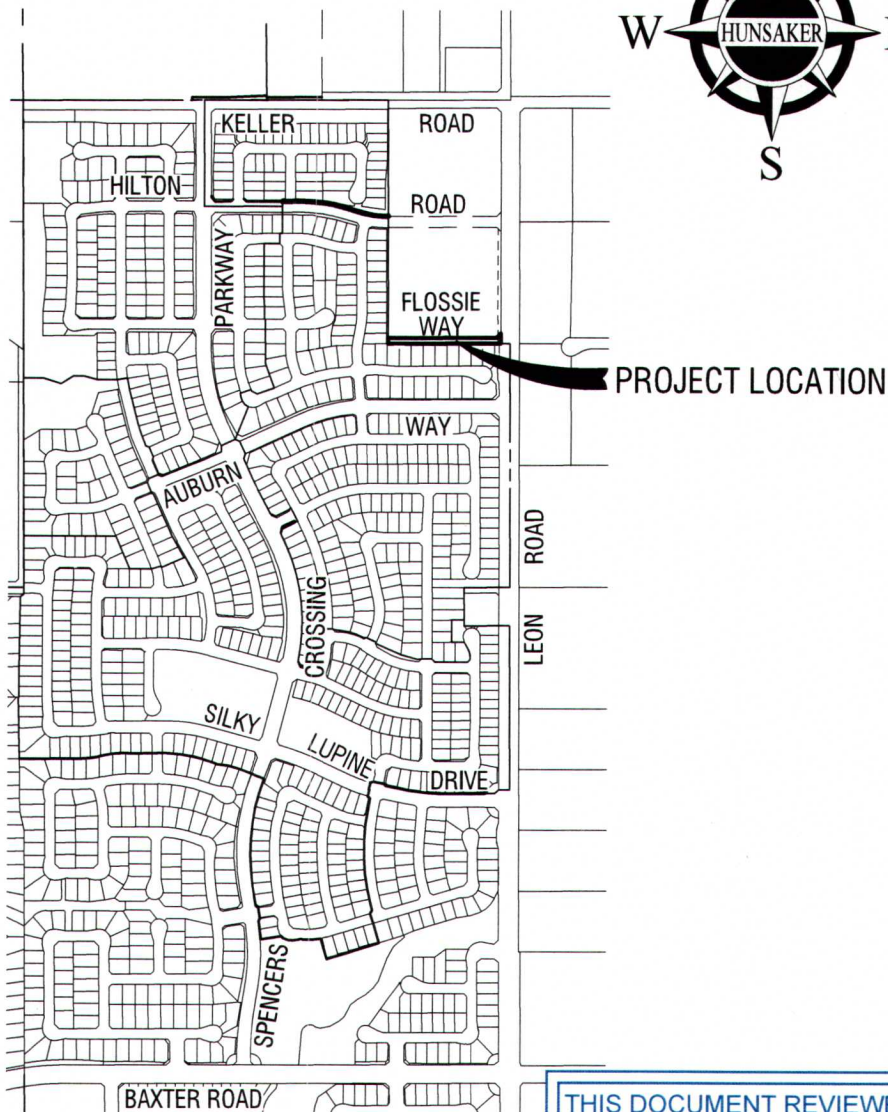 W
HUNSAKER
S
KELLER ROAD
HILTON ROAD
PARKWAY
FLOSSIE
WAY
PROJECT LOCATION
WAY
AUBURN
ROAD
LEON
CROSSING
SILKY
LUPINE
DRIVE
SPENCERS
BAXTER ROAD
THIS DOCUMENT REVIEW